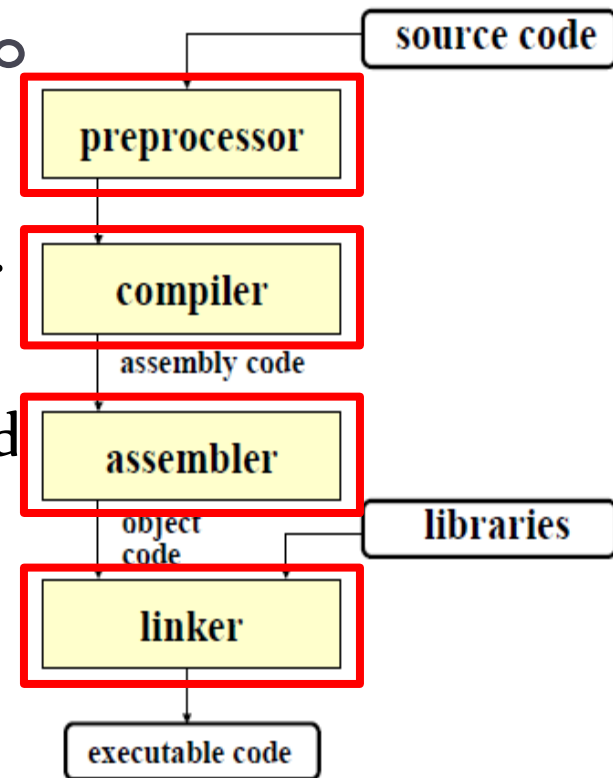 source code
preprocessor
compiler
assembly code
assembler
object
code
libraries
linker
executable code